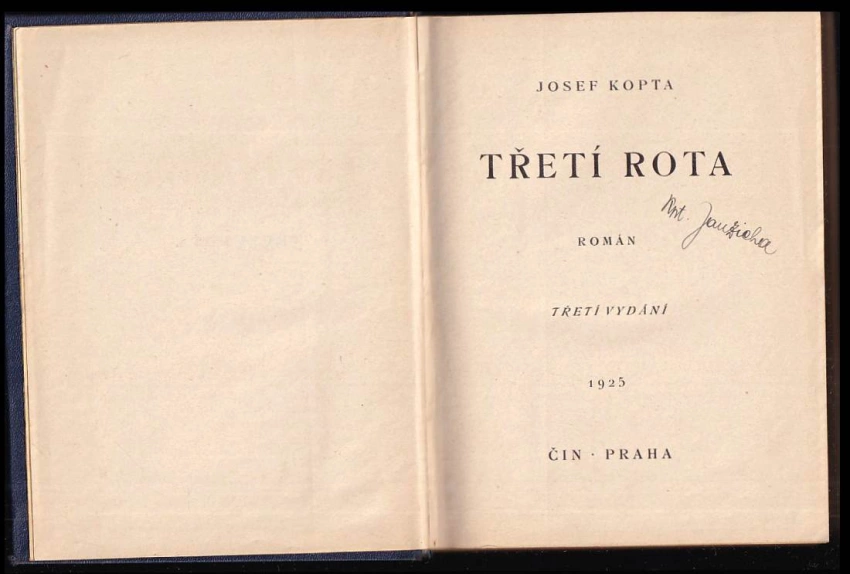 JOSEF KOPTA
TŘETÍ ROTA
ROMÁN
TŘETÍ VYDÁNÍ
1925
ČIN · PRAHA